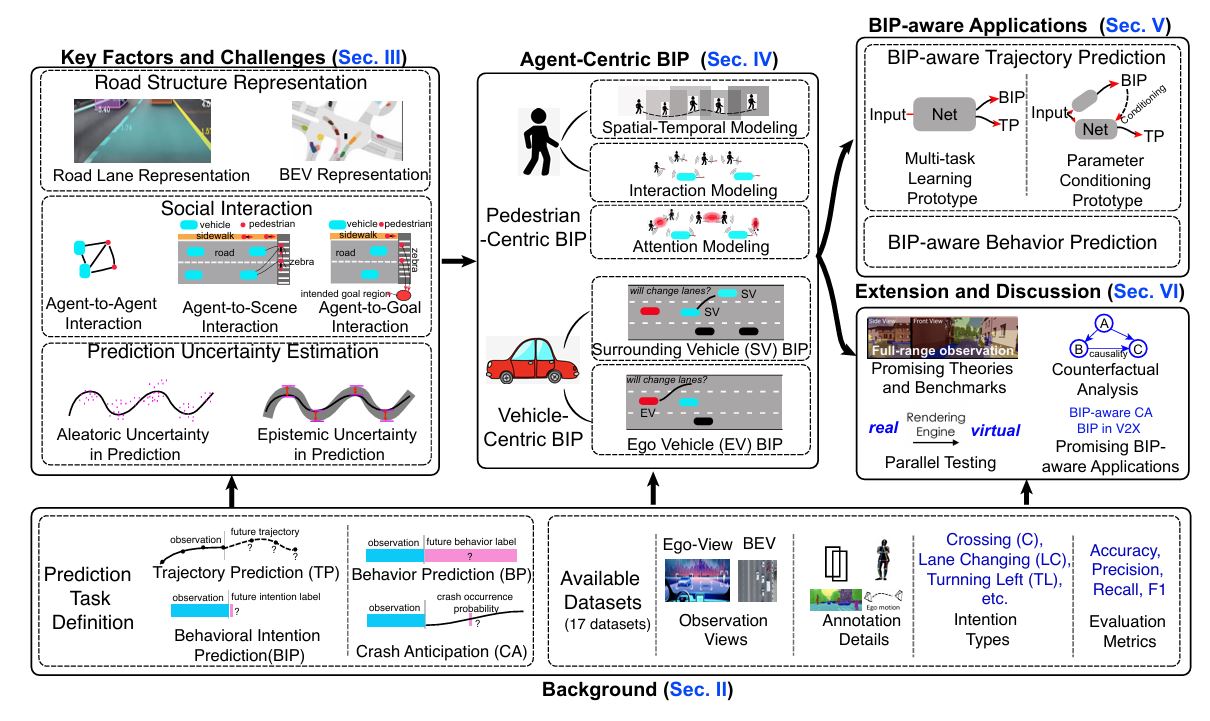 Key Factors and Challenges (Sec. III)
Road Structure Representation
3.40
1.74
4.0
1.5
Road Lane Representation
BEV Representation
Social Interaction
Agent-to-Agent
Interaction
vehicle
pedestrian
sidewalk
road
zebra
Agent-to-Scene
Interaction
vehicle
pedestrian
sidewalk
road
zebra
intended goal region
Agent-to-Goal
Interaction
Prediction Uncertainty Estimation
Aleatoric Uncertainty
in Prediction
Epistemic Uncertainty
in Prediction
Agent-Centric BIP (Sec. IV)
Pedestrian
-Centric BIP
Spatial-Temporal Modeling
Interaction Modeling
Attention Modeling
Vehicle-
Centric BIP
will change lanes?
SV
SV
Surrounding Vehicle (SV) BIP
will change lanes?
EV
Ego Vehicle (EV) BIP
BIP-aware Applications (Sec. V)
BIP-aware Trajectory Prediction
Input
Net
BIP
TP
Multi-task
Learning
Prototype
Input
BIP
Conditioning
Net
TP
Parameter
Conditioning
Prototype
BIP-aware Behavior Prediction
Extension and Discussion (Sec. VI)
Side View
Front View
Full-range observation
Promising Theories
and Benchmarks
A
B
causality
C
Counterfactual
Analysis
real
Rendering
Engine
virtual
Parallel Testing
BIP-aware CA
BIP in V2X
Promising BIP-
aware Applications
Prediction
Task
Definition
observation
future trajectory
? ? ?
Trajectory Prediction (TP)
observation
future intention label
?
Behavioral Intention
Prediction(BIP)
observation
future behavior label
?
Behavior Prediction (BP)
observation
crash occurrence
probability
?
Crash Anticipation (CA)
Available
Datasets
(17 datasets)
Ego-View
BEV
Observation
Views
Ego motion
Annotation
Details
Crossing (C),
Lane Changing (LC),
Turnning Left (TL),
etc.
Intention
Types
Accuracy,
Precision,
Recall, F1
Evaluation
Metrics
Background (Sec. II)